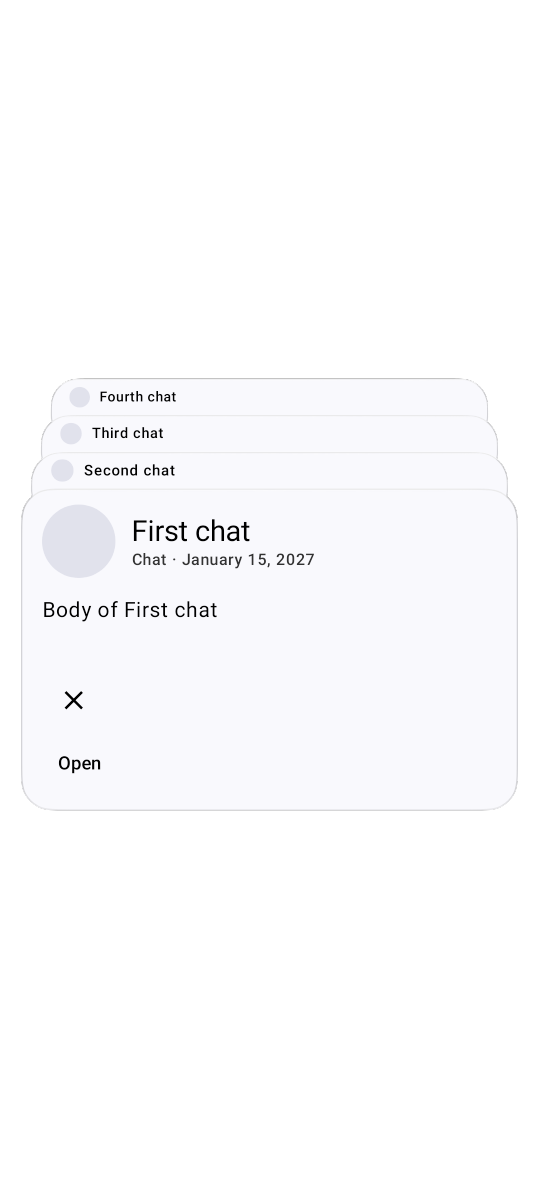 Fourth chat
Third chat
Second chat
First chat
Chat · January 15, 2027
Body of First chat
Open